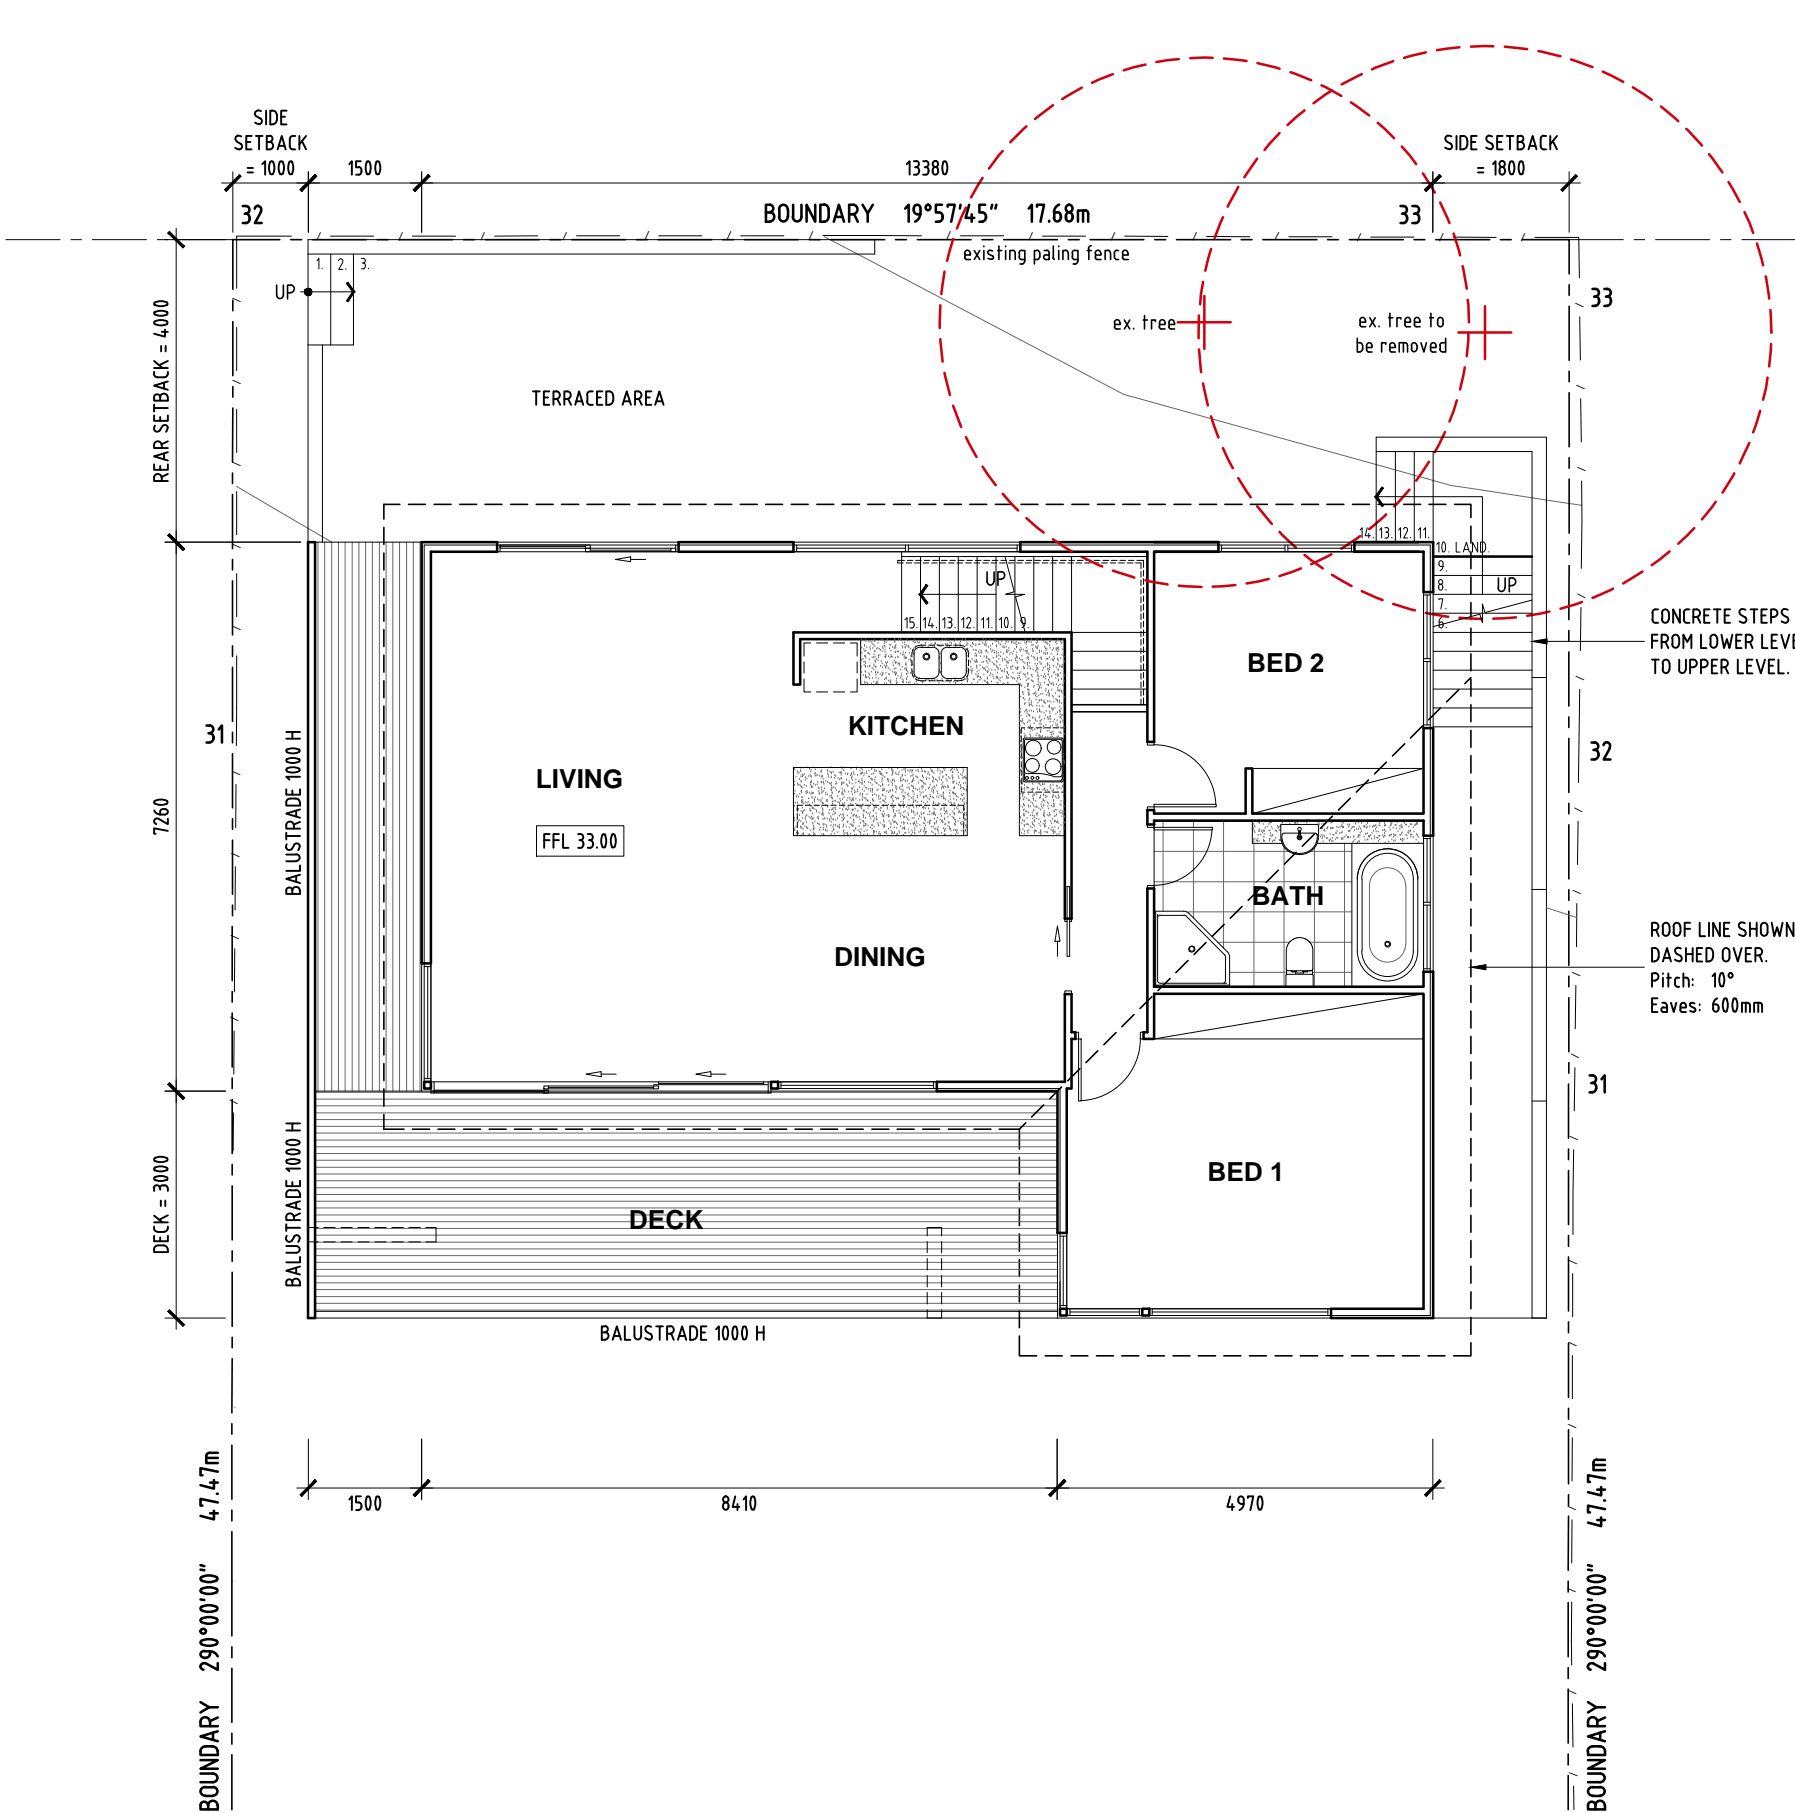 SIDE
SETBACK
= 1000
1500
13380
SIDE SETBACK
= 1800
32
BOUNDARY 19°57'45" 17.68m
33
existing paling fence
1. 2. 3.
UP
33
ex. tree
ex. tree to
be removed
REAR SETBACK = 4000
TERRACED AREA
14. 13. 12. 11.
10. LAND.
9.
8.
7.
6.
UP
UP
15. 14. 13. 12. 11. 10. 9.
CONCRETE STEPS
FROM LOWER LEVE
TO UPPER LEVEL.
BED 2
KITCHEN
31
32
LIVING
BALUSTRADE 1000 H
7260
FFL 33.00
BATH
DINING
ROOF LINE SHOWN
DASHED OVER.
Pitch: 10°
Eaves: 600mm
31
BED 1
BALUSTRADE 1000 H
DECK = 3000
DECK
BALUSTRADE 1000 H
1500
8410
4970
BOUNDARY 290°00'00" 47.47m
BOUNDARY 290°00'00" 47.47m